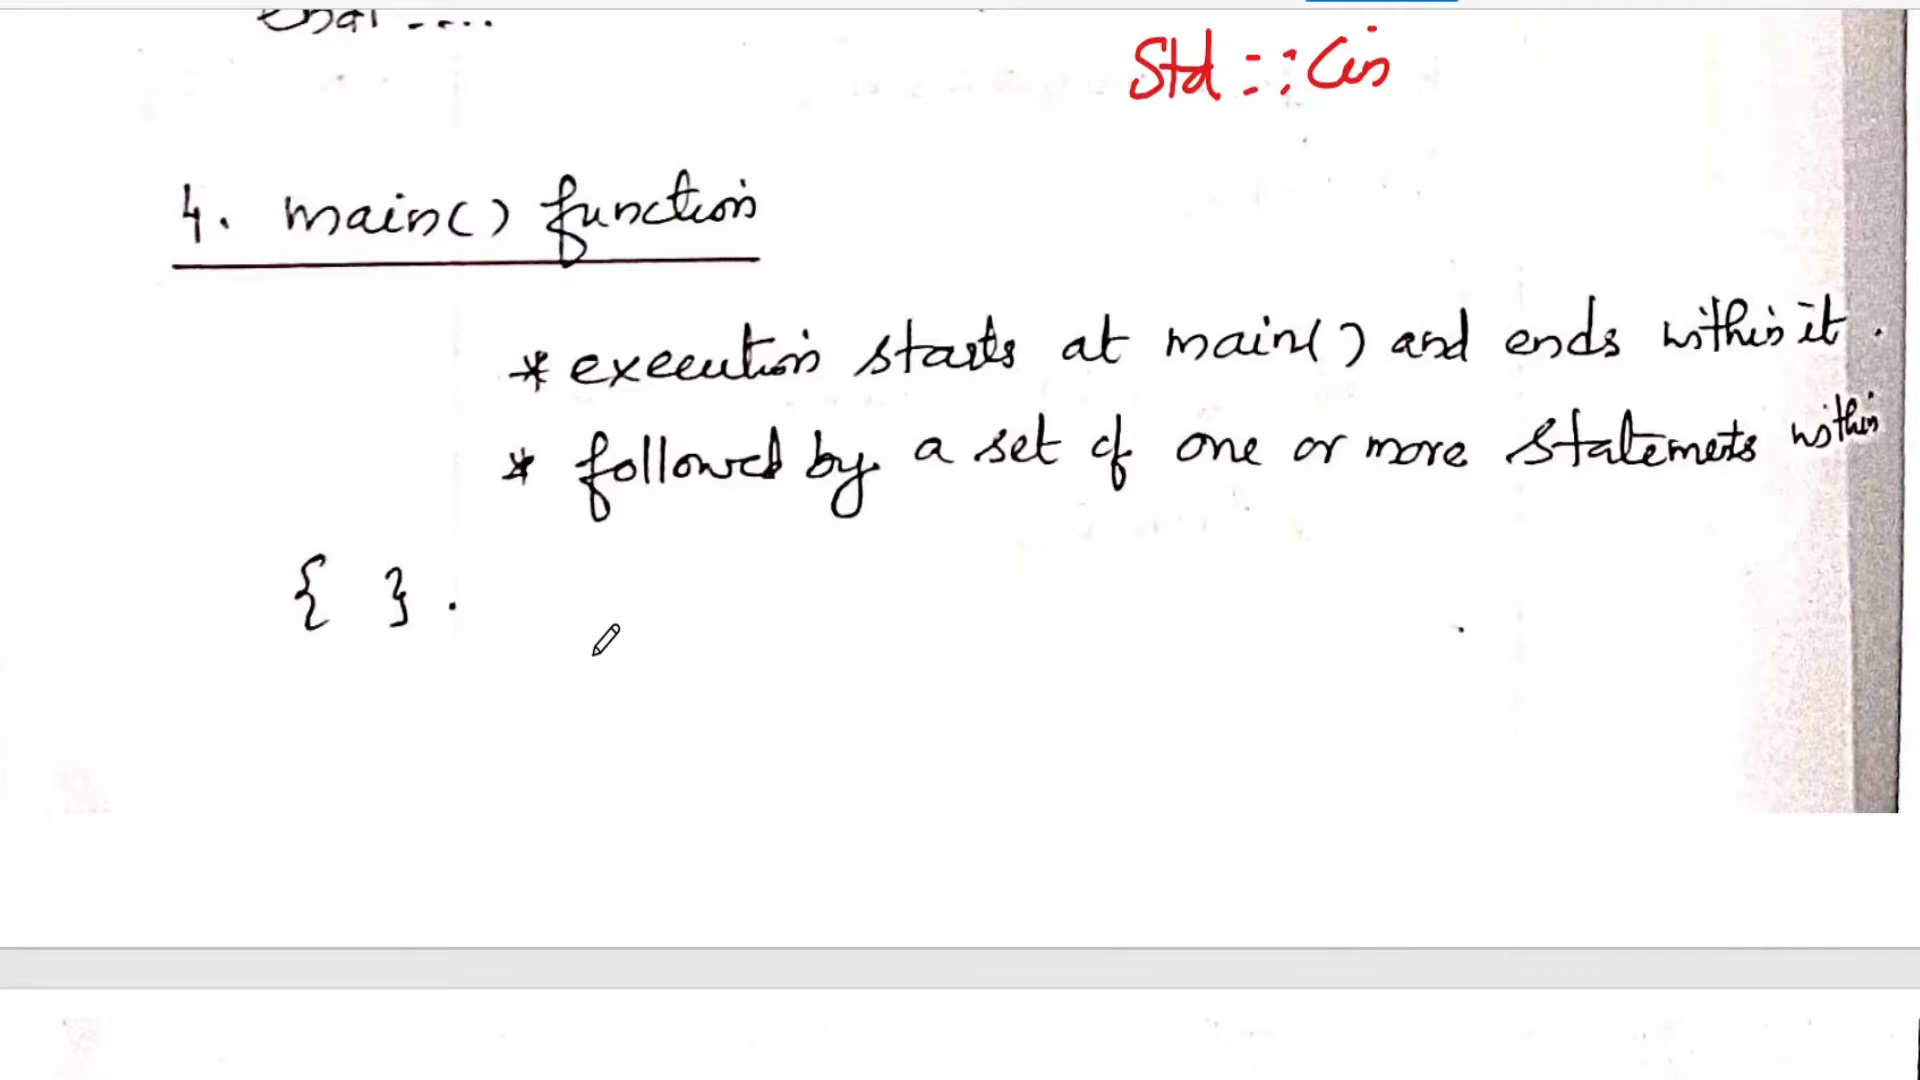 Std :: Cin
4. main() function
* execution starts at main() and ends within it.
* followed by a set of one or more statements within
{ }.